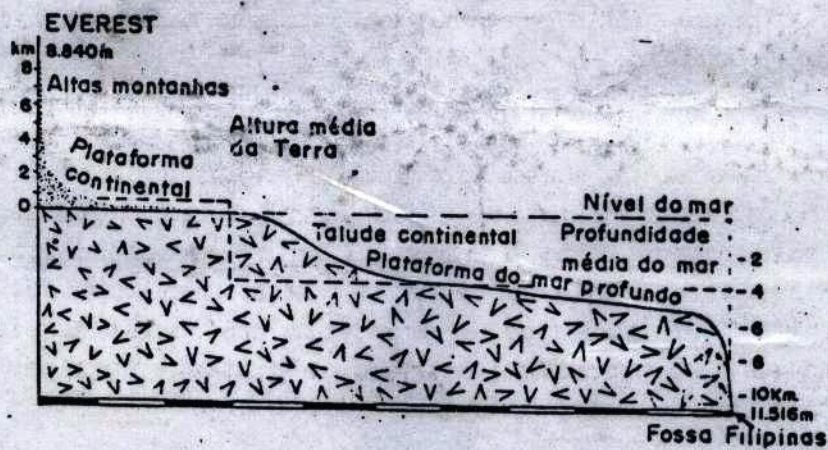 EVEREST
km 8.840m
8
Altas montanhas
6
4
Altura média
da Terra
Plataforma
continental
2
0
Nível do mar
Talude continental
Profundidade
média do mar
Plataforma do mar profundo
-2
-4
-6
-8
-10Km.
11.516m
Fossa Filipinas